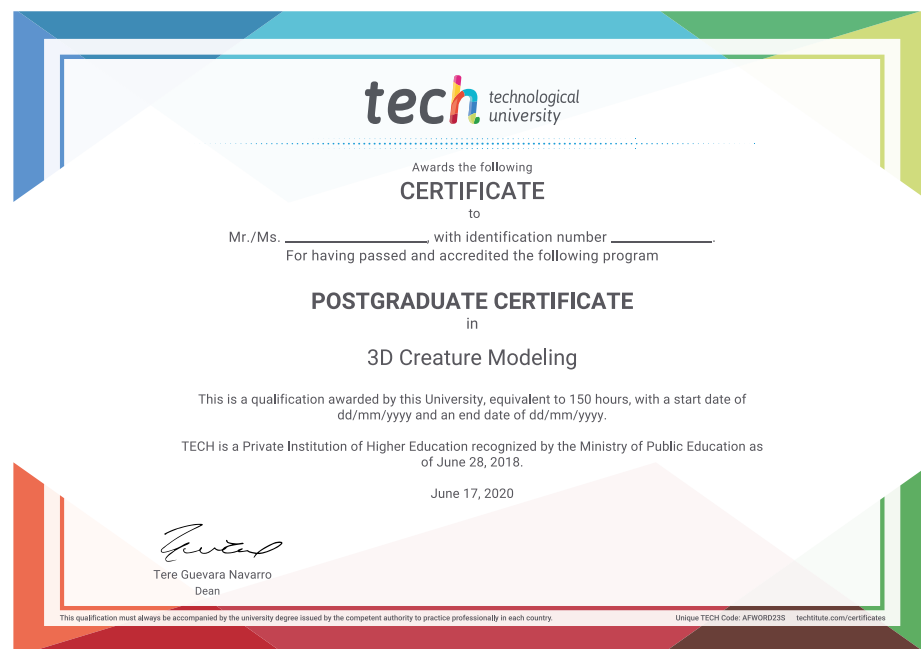 tech technological
university
Awards the following
CERTIFICATE
to
Mr./Ms. ____________________, with identification number ______________.
For having passed and accredited the following program
POSTGRADUATE CERTIFICATE
in
3D Creature Modeling
This is a qualification awarded by this University, equivalent to 150 hours, with a start date of
dd/mm/yyyy and an end date of dd/mm/yyyy.
TECH is a Private Institution of Higher Education recognized by the Ministry of Public Education as
of June 28, 2018.
June 17, 2020
Tere Guevara Navarro
Dean
This qualification must always be accompanied by the university degree issued by the competent authority to practice professionally in each country.
Unique TECH Code: AFWORD23S techtitute.com/certificates